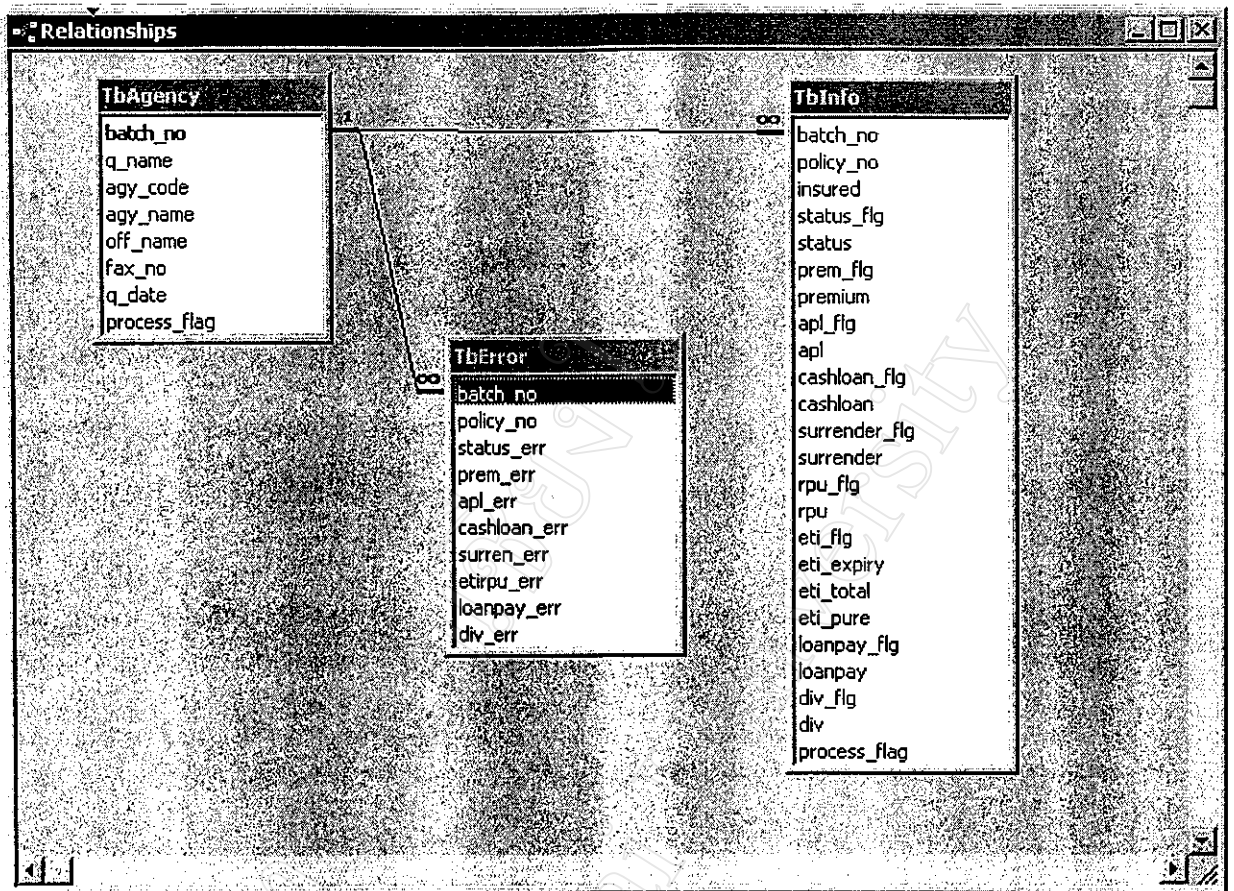 Relationships
TbAgency
batch_no
q_name
agy_code
agy_name
off_name
fax_no
q_date
process_flag
1
∞
TbInfo
batch_no
policy_no
insured
status_flg
status
prem_flg
premium
apl_flg
apl
cashloan_flg
cashloan
surrender_flg
surrender
rpu_flg
rpu
eti_flg
eti_expiry
eti_total
eti_pure
loanpay_flg
loanpay
div_flg
div
process_flag
∞
TbError
batch_no
policy_no
status_err
prem_err
apl_err
cashloan_err
surren_err
etirpu_err
loanpay_err
div_err